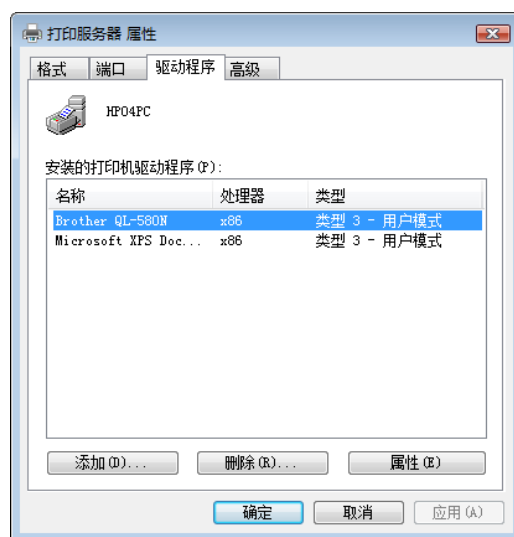 打印服务器 属性
格式 端口 驱动程序 高级
HP04PC
安装的打印机驱动程序(P):
名称 处理器 类型
Brother QL-580N x86 类型 3 - 用户模式
Microsoft XPS Doc... x86 类型 3 - 用户模式
添加(D)... 删除(R)... 属性(E)
确定 取消 应用(A)